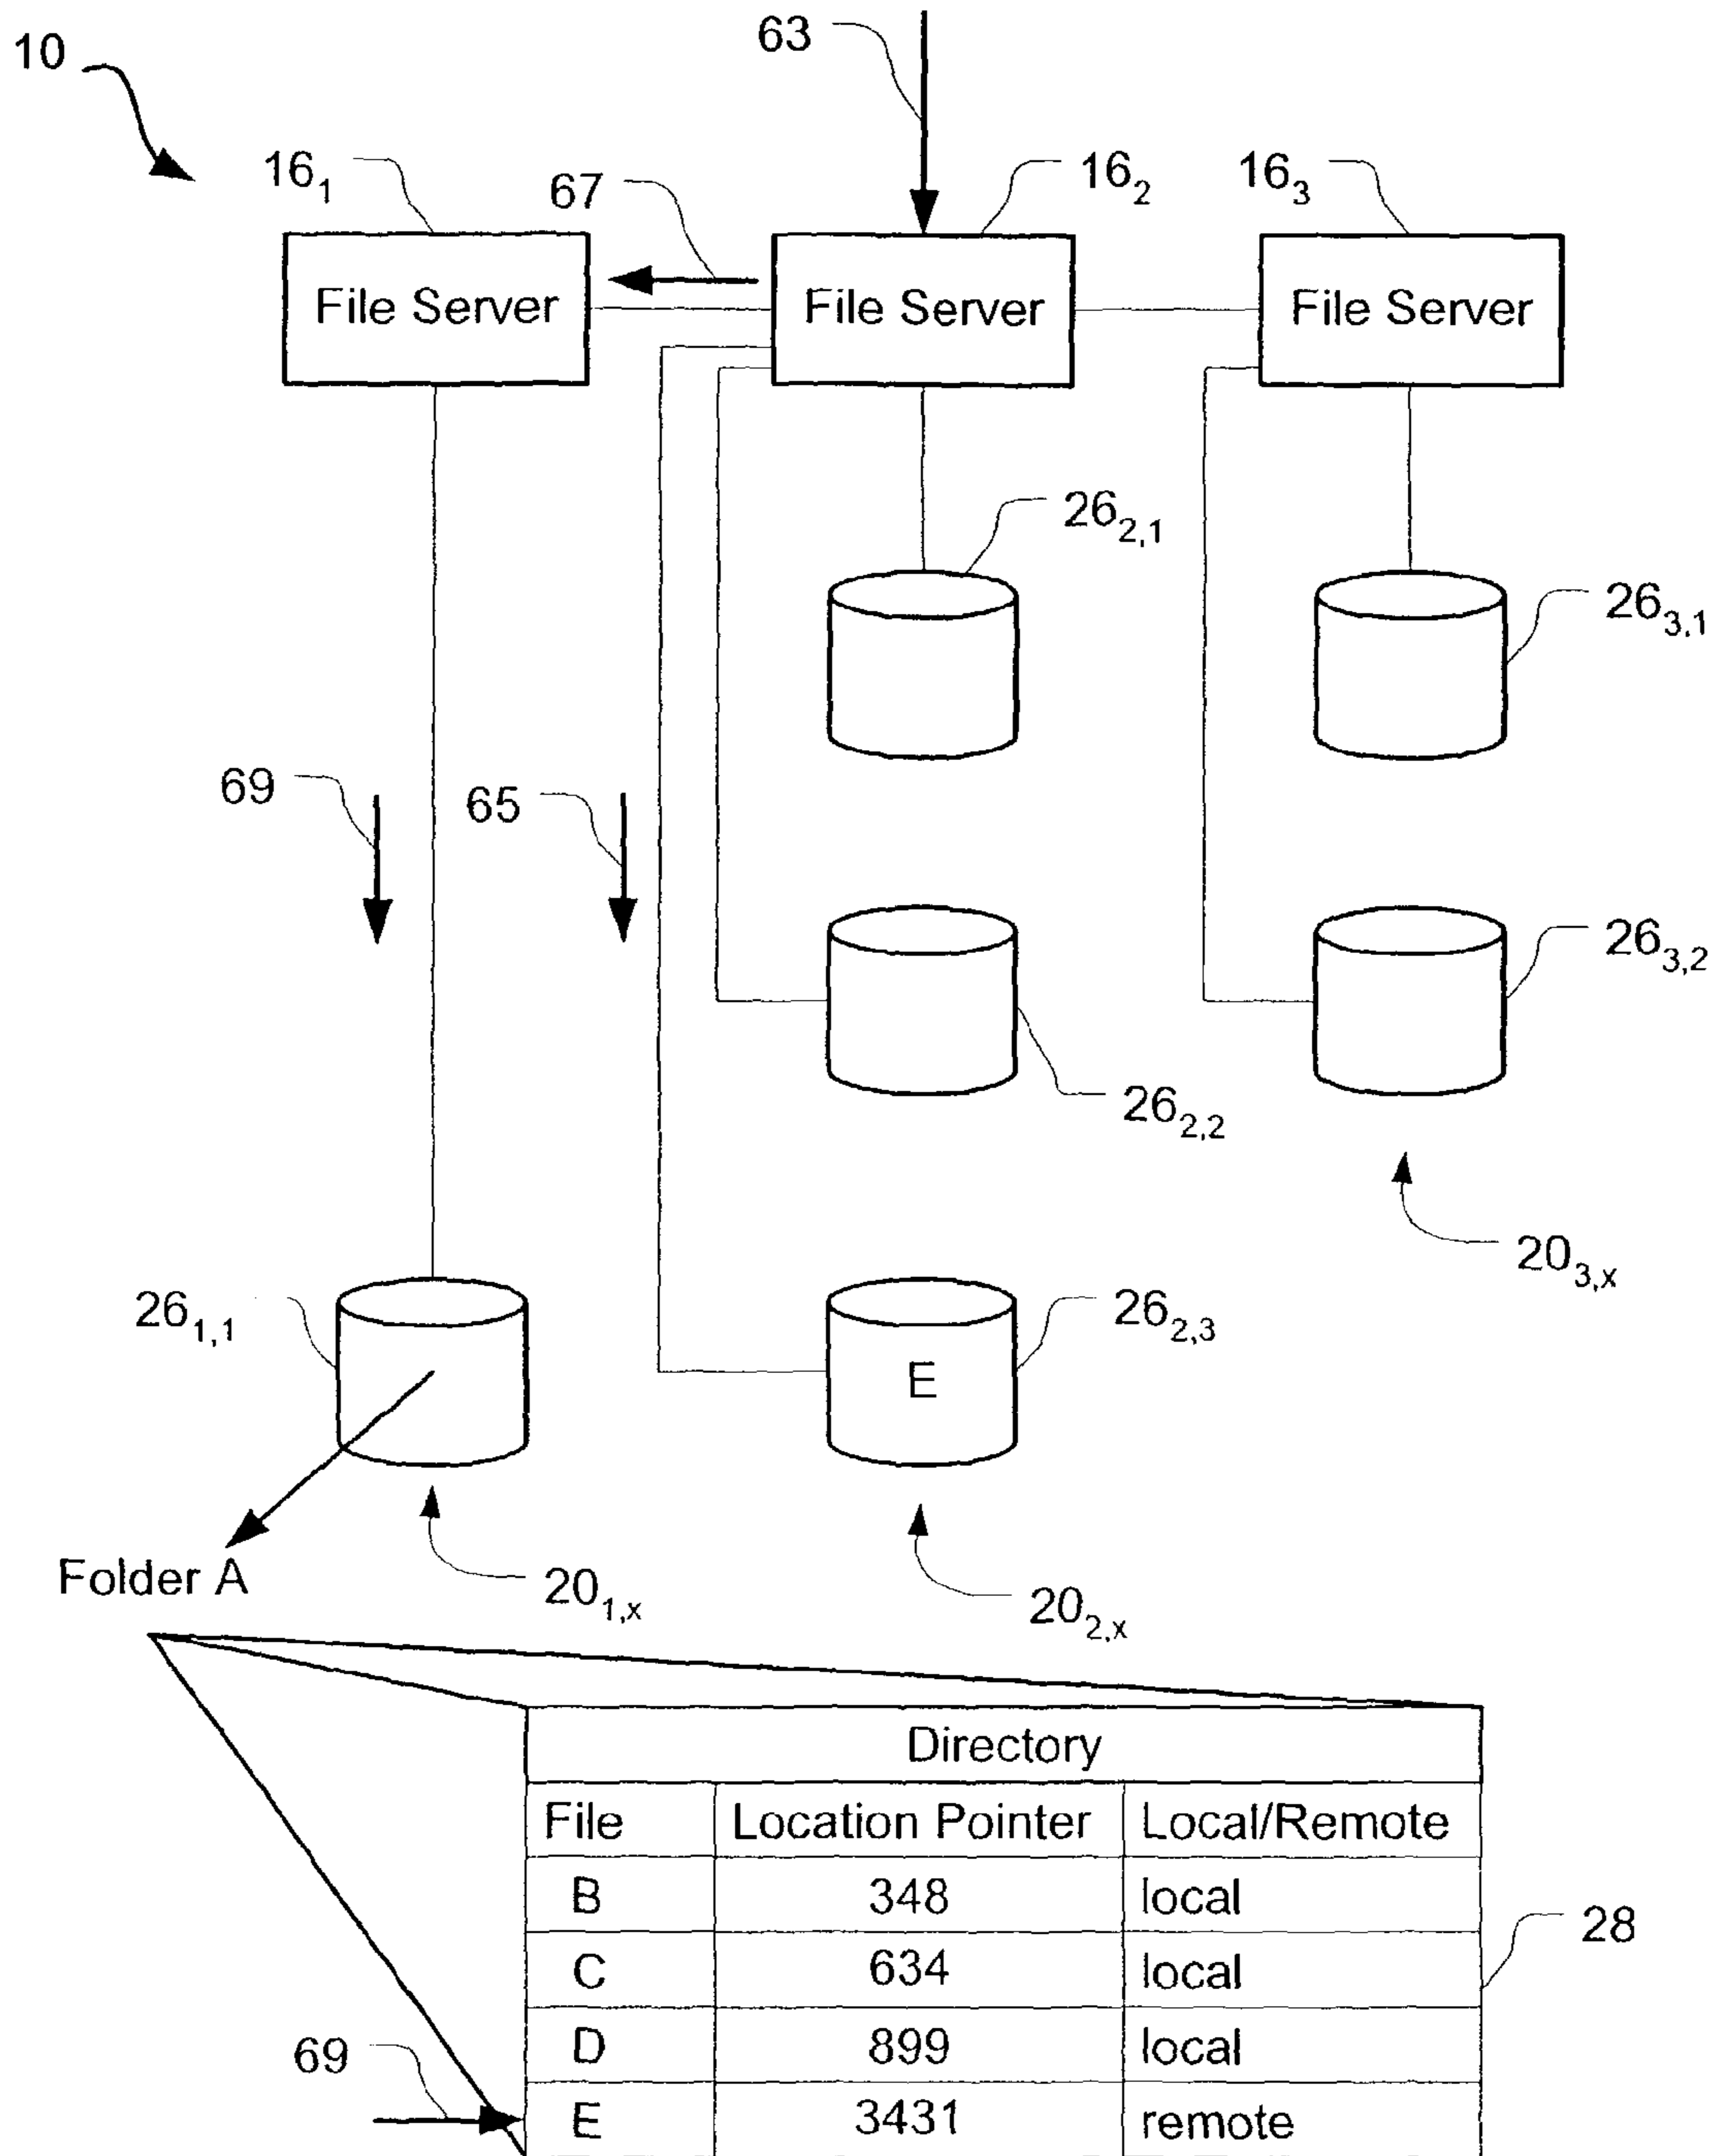 63
10
16₁
67
16₂
16₃
File Server
File Server
File Server
26₂,₁
26₃,₁
69
65
26₃,₂
26₂,₂
20₃,ₓ
26₁,₁
26₂,₃
E
Folder A
20₁,ₓ
20₂,ₓ
Directory
File Location Pointer Local/Remote
B 348 local
28
C 634 local
D 899 local
69
E 3431 remote